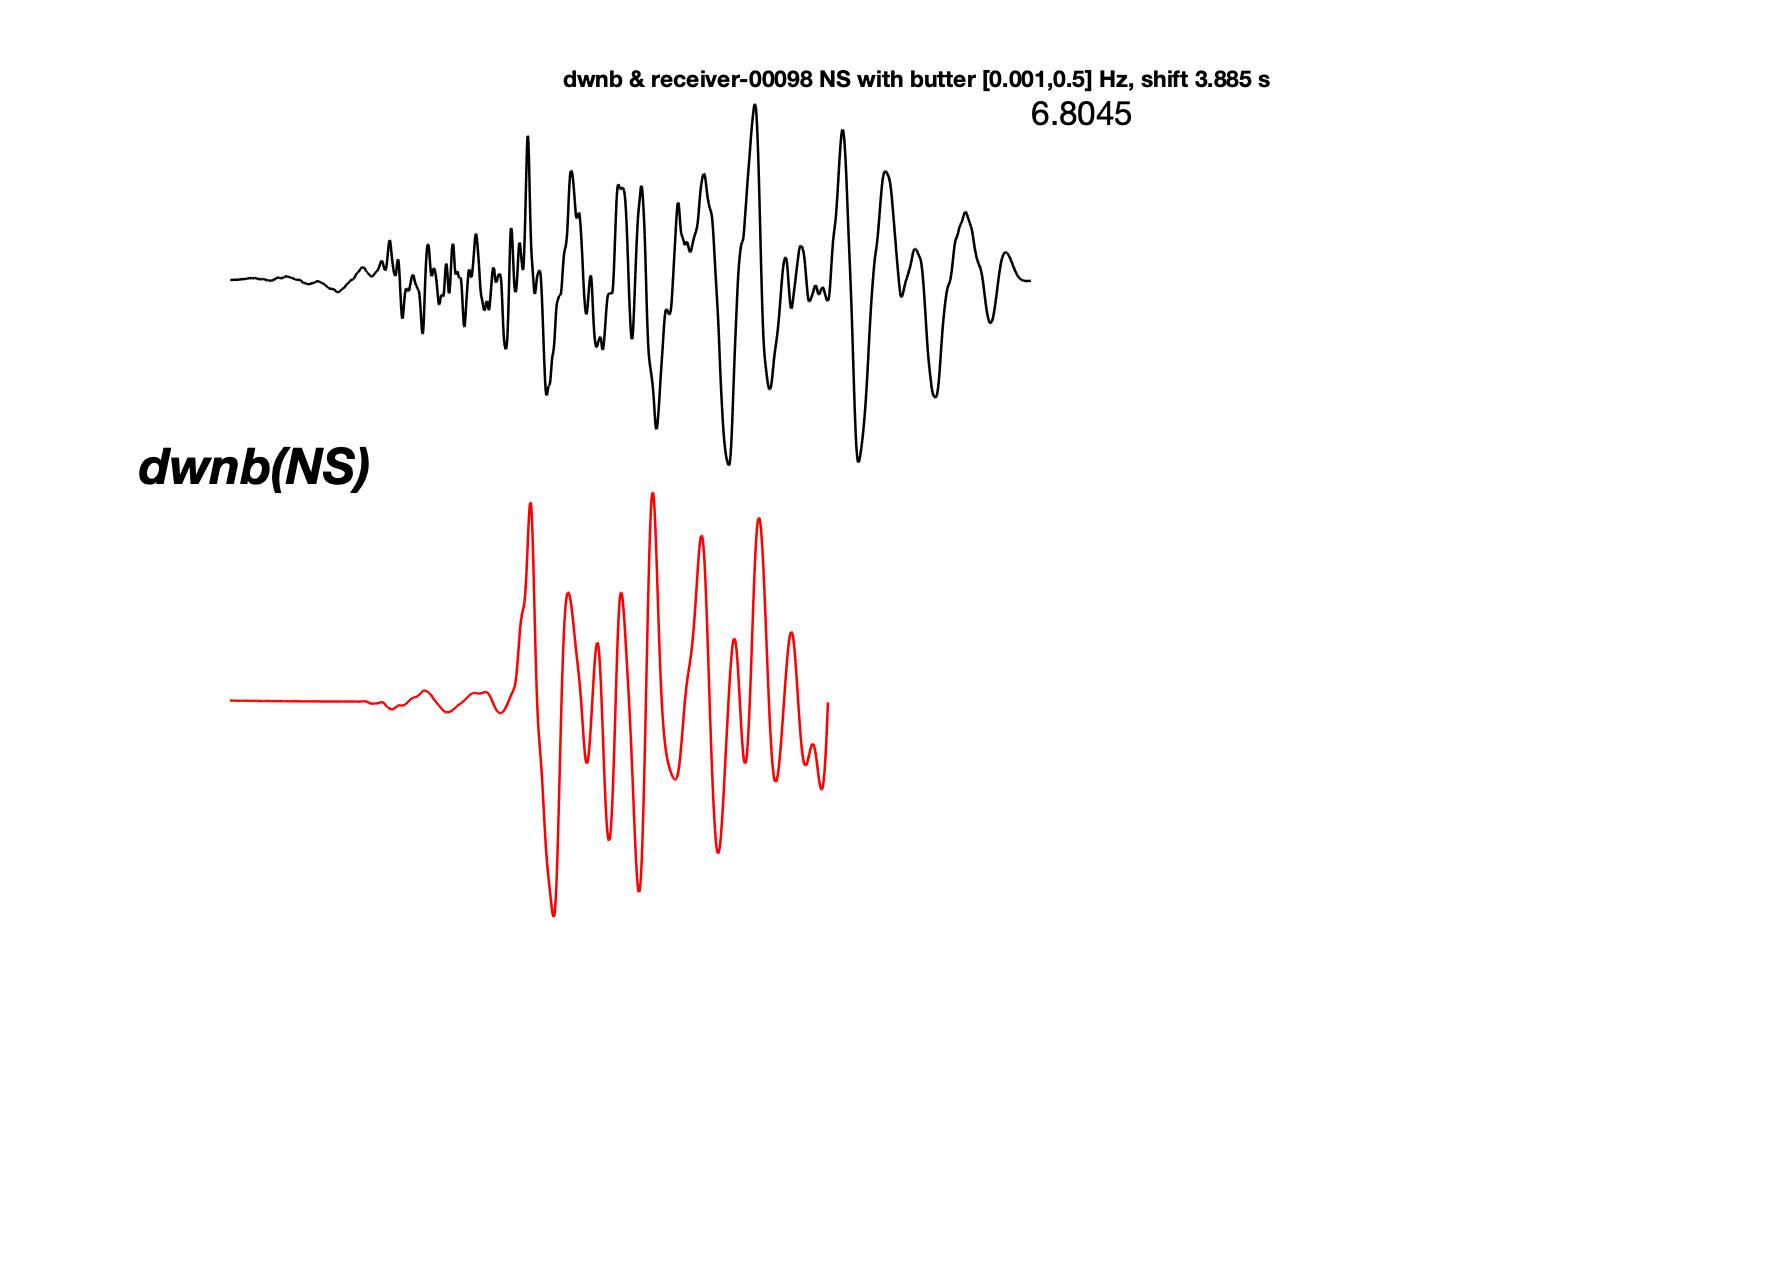 dwnb & receiver-00098 NS with butter [0.001,0.5] Hz, shift 3.885 s
6.8045
dwnb(NS)